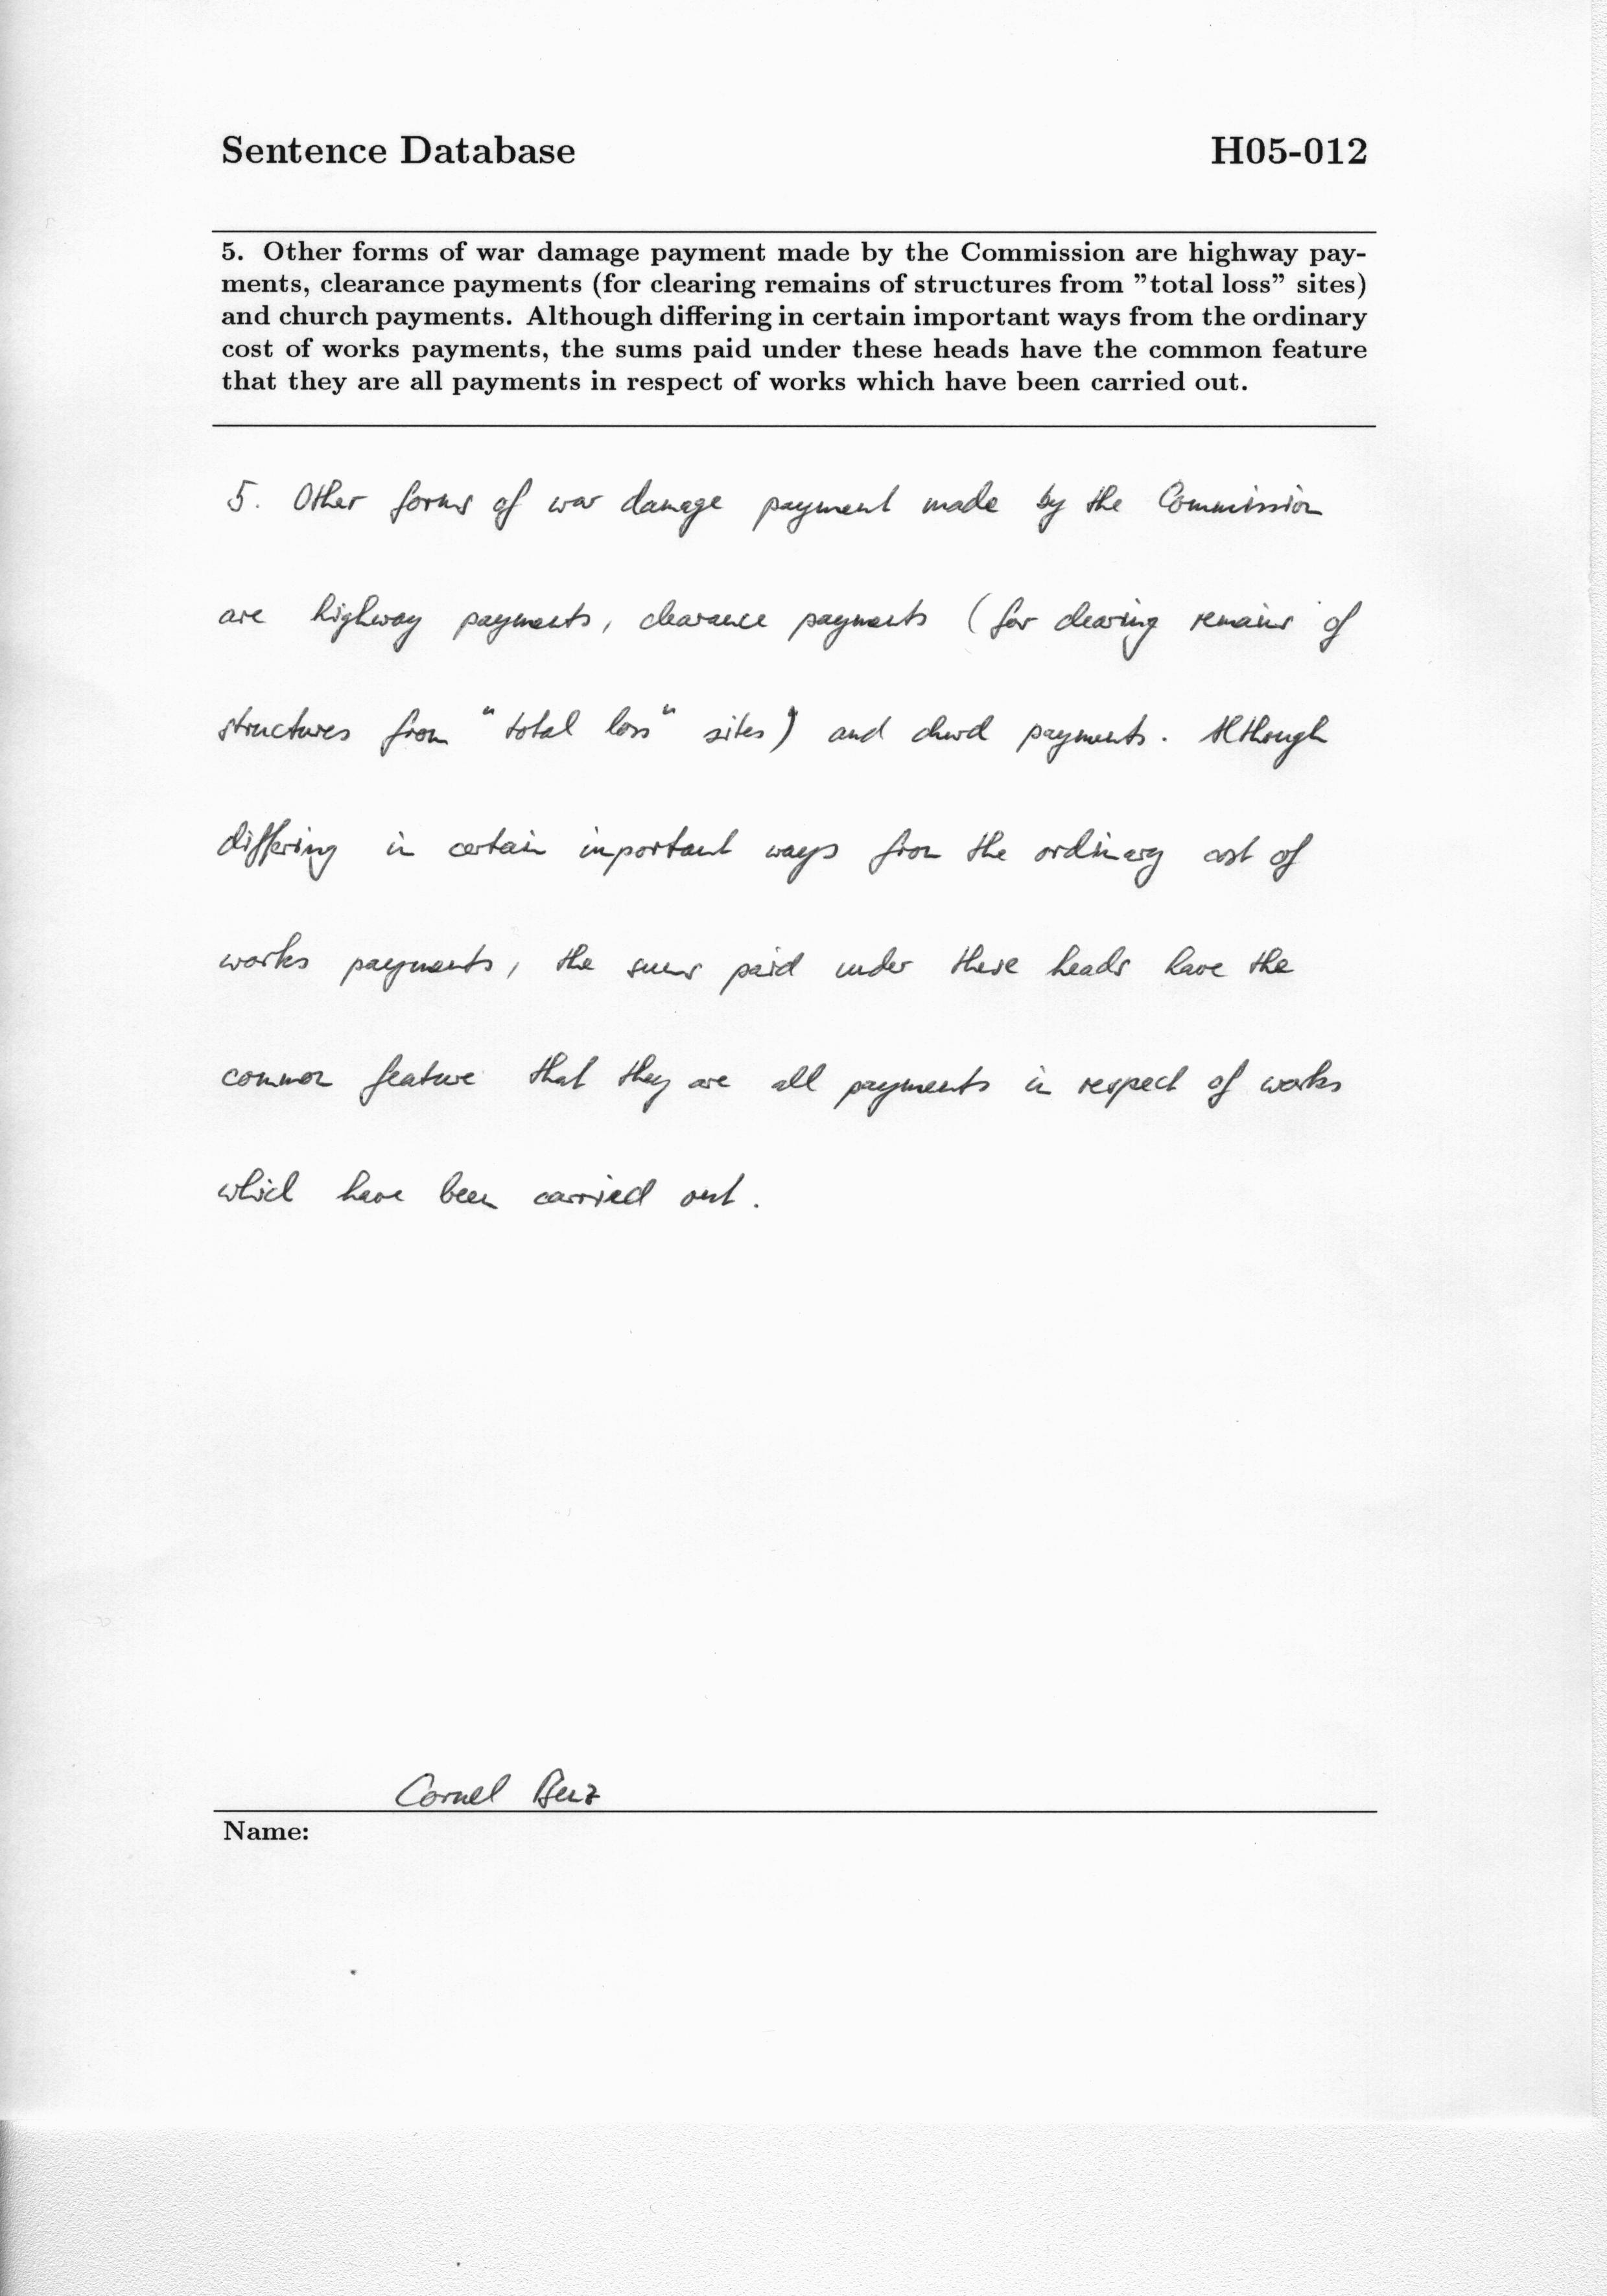 Sentence Database H05-012
5. Other forms of war damage payment made by the Commission are highway pay-
ments, clearance payments (for clearing remains of structures from ”total loss” sites)
and church payments. Although differing in certain important ways from the ordinary
cost of works payments, the sums paid under these heads have the common feature
that they are all payments in respect of works which have been carried out.
5. Other forms of war damage payment made by the Commission
are highway payments, clearance payments (for clearing remains of
structures from "total loss" sites) and church payments. Although
differing in certain important ways from the ordinary cost of
works payments, the sums paid under these heads have the
common feature that they are all payments in respect of works
which have been carried out.
Cornel
Name: